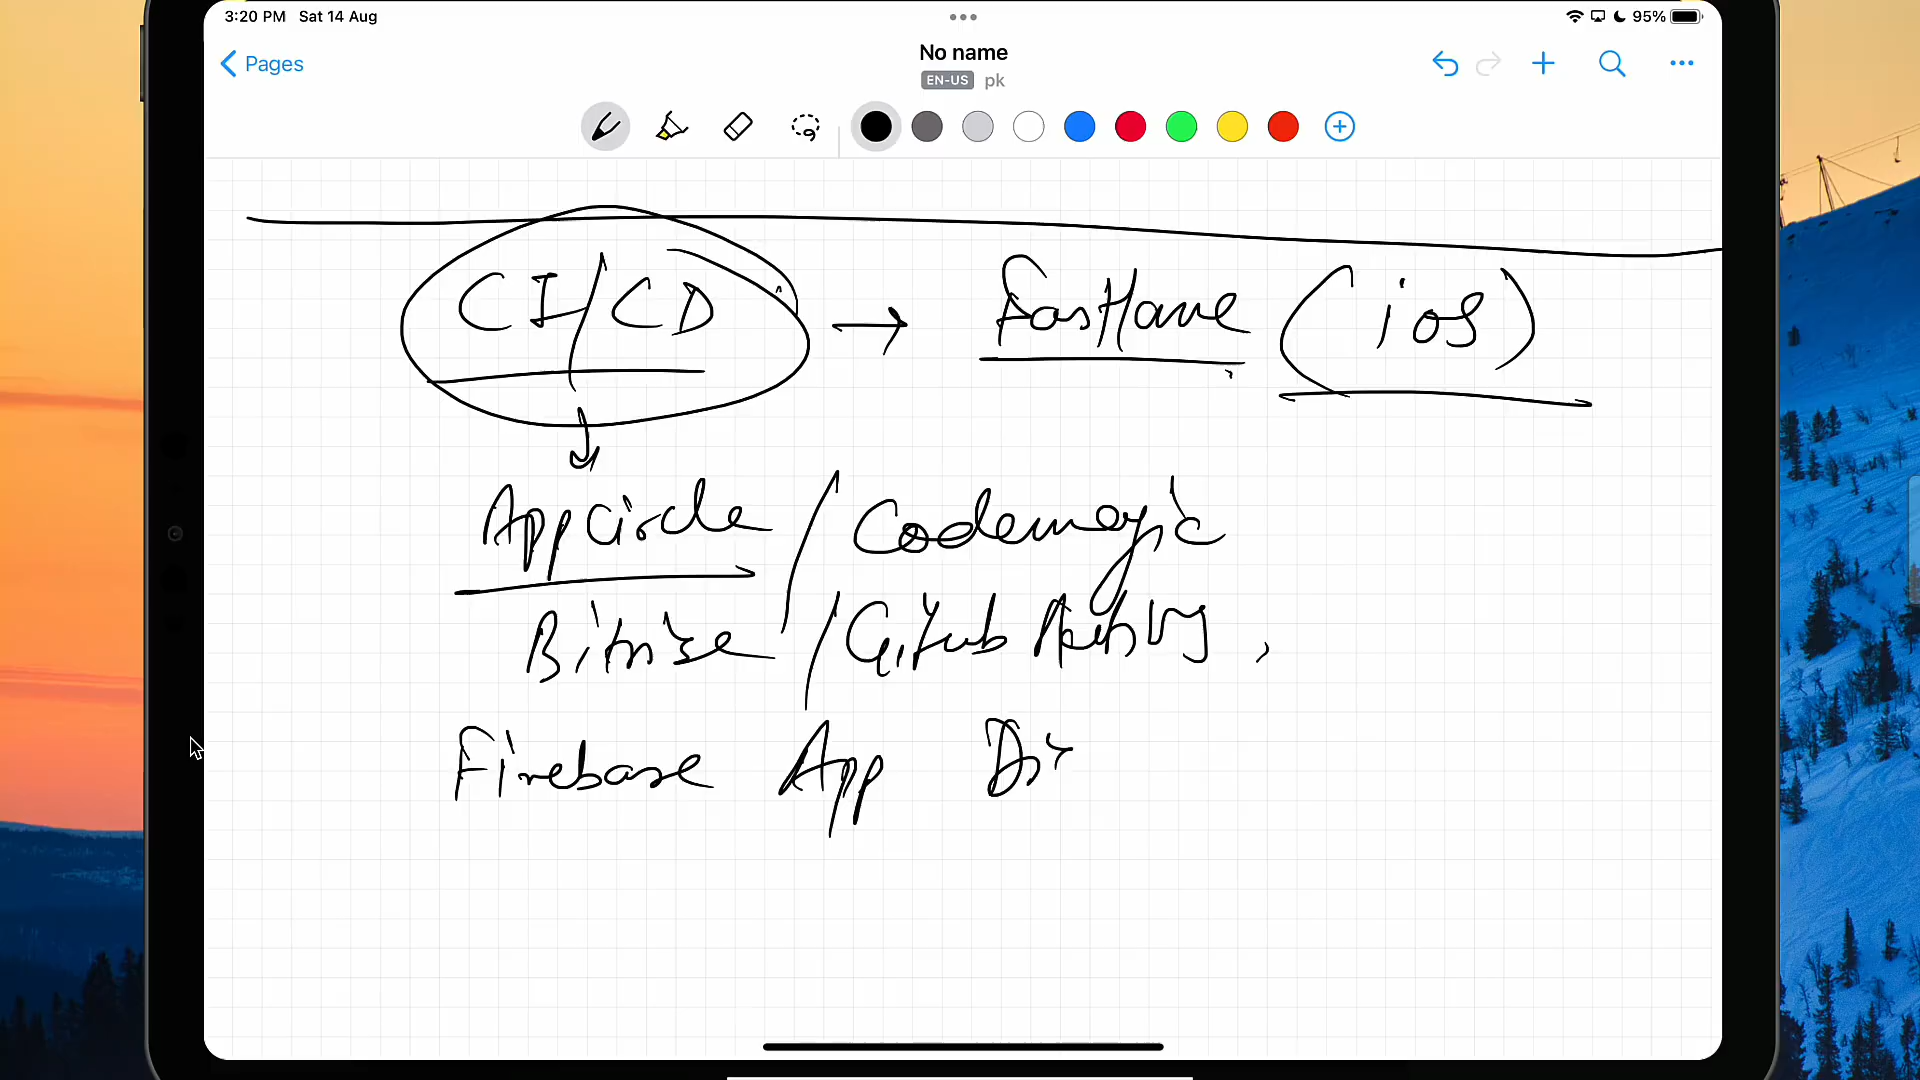 3:20 PM Sat 14 Aug
95%
Pages
No name
EN-US pk
CI/CD → fastlane (ios)
AppCircle / Codemagic
Bitrise / GitHub Actions,
Firebase App Dis